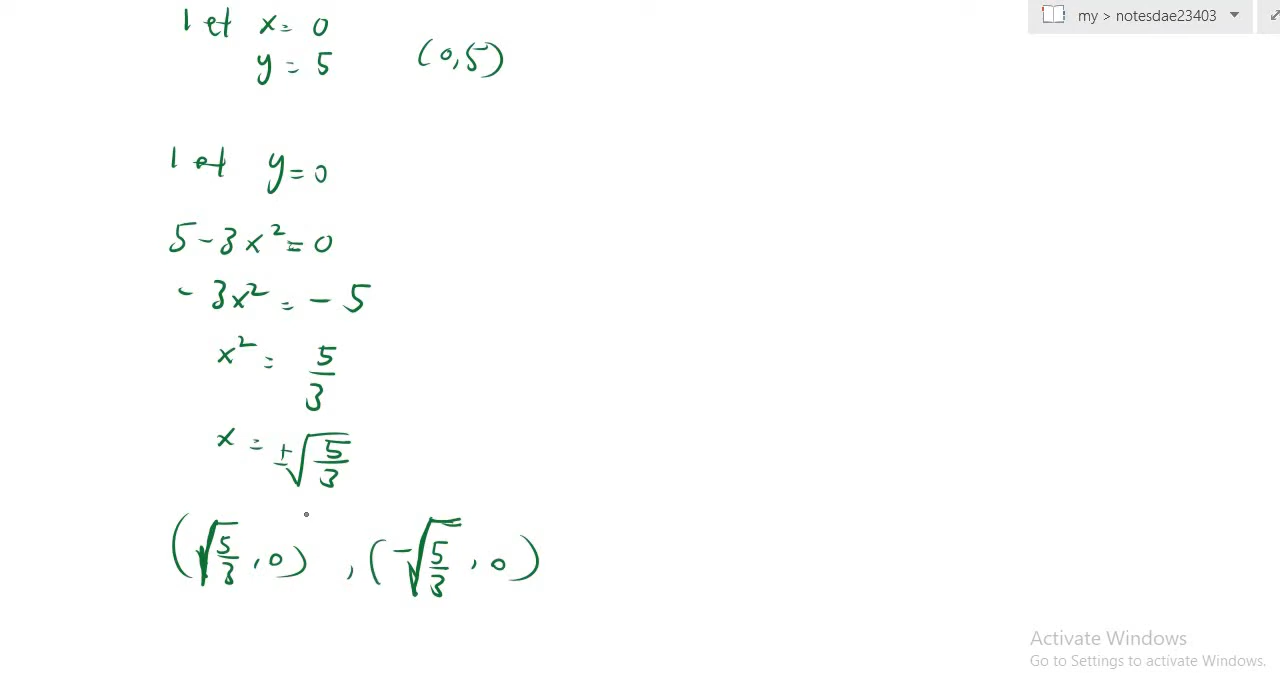 let x = 0
my > notesdae23403
y = 5 (0,5)
let y = 0
5 - 3x² = 0
- 3x² = - 5
x² = 5/3
x = ±√(5/3)
(√(5/3), 0), (-√(5/3), 0)
Activate Windows
Go to Settings to activate Windows.